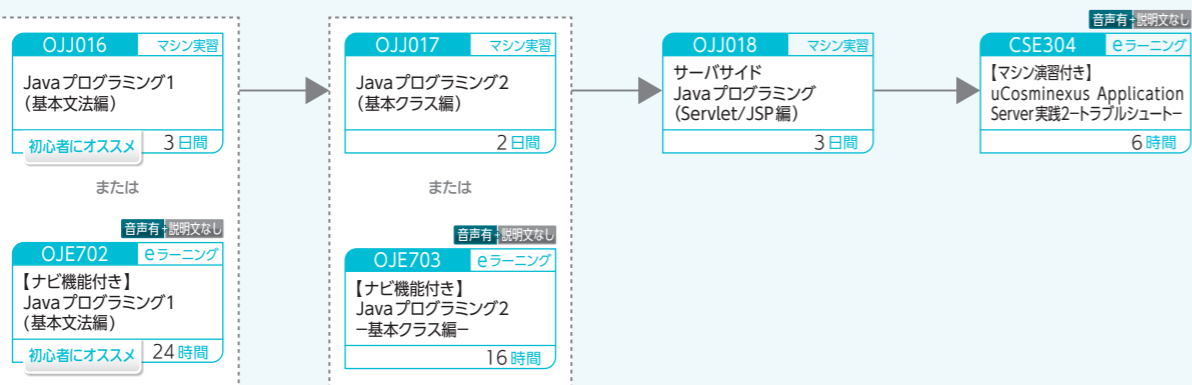 OJJ016 マシン実習
Javaプログラミング1
(基本文法編)
初心者にオススメ 3日間
または
音声有・説明文なし
OJE702 eラーニング
【ナビ機能付き】
Javaプログラミング1
(基本文法編)
初心者にオススメ 24時間
OJJ017 マシン実習
Javaプログラミング2
(基本クラス編)
2日間
または
音声有・説明文なし
OJE703 eラーニング
【ナビ機能付き】
Javaプログラミング2
ー基本クラス編ー
16時間
OJJ018 マシン実習
サーバサイド
Javaプログラミング
(Servlet/JSP編)
3日間
音声有・説明文なし
CSE304 eラーニング
【マシン演習付き】
uCosminexus Application
Server実践2ートラブルシュートー
6時間